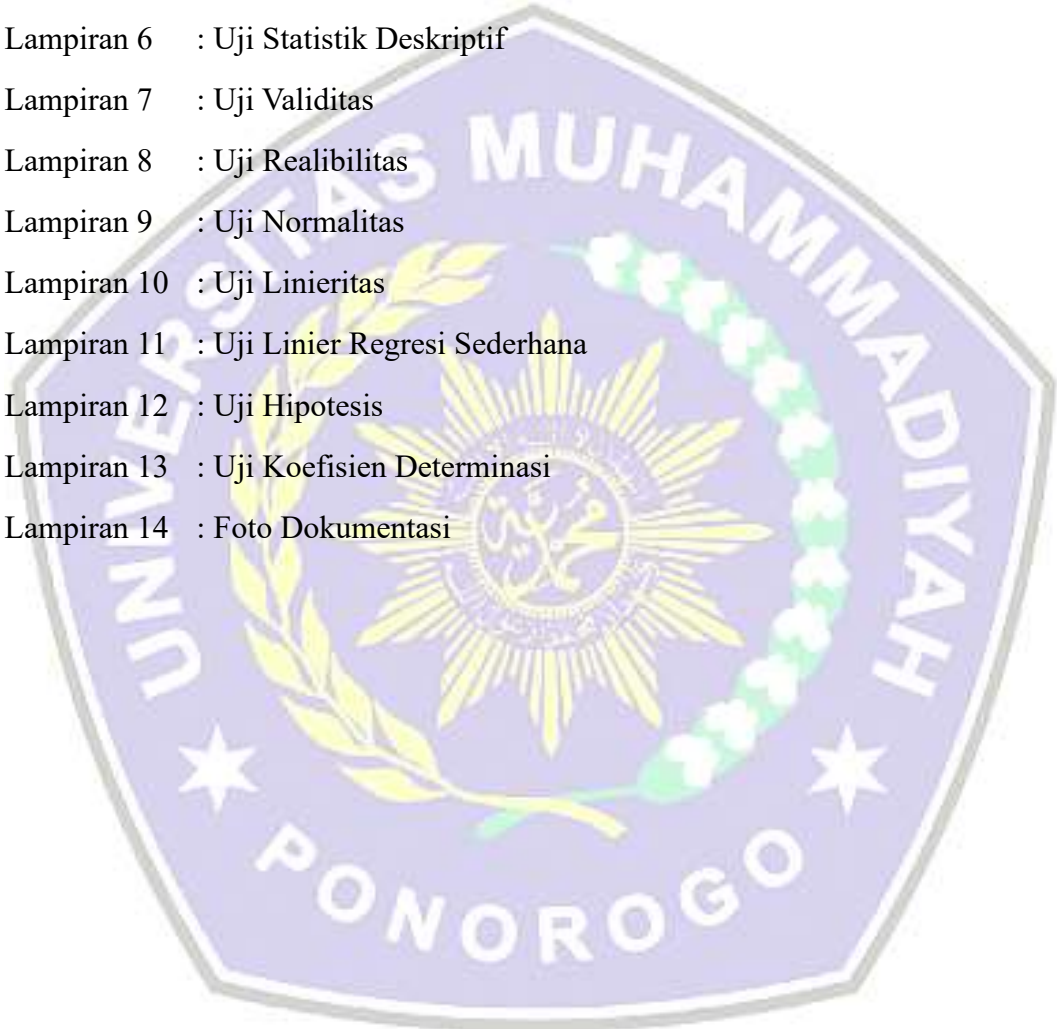 Lampiran 6 : Uji Statistik Deskriptif
Lampiran 7 : Uji Validitas
Lampiran 8 : Uji Realibilitas
Lampiran 9 : Uji Normalitas
Lampiran 10 : Uji Linieritas
Lampiran 11 : Uji Linier Regresi Sederhana
Lampiran 12 : Uji Hipotesis
Lampiran 13 : Uji Koefisien Determinasi
Lampiran 14 : Foto Dokumentasi
UNIVERSITAS MUHAMMADIYAH
PONOROGO